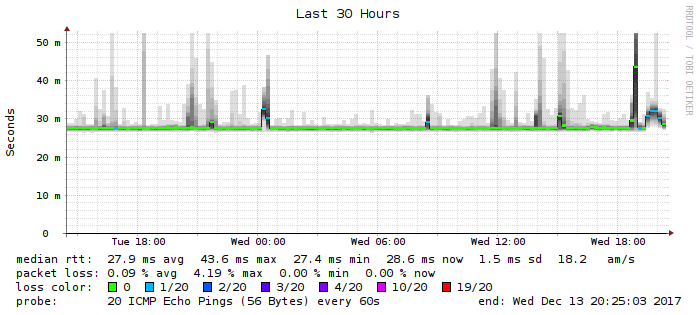 Last 30 Hours
RRDTOOL / TOBI OETIKER
Seconds
50 m
40 m
30 m
20 m
10 m
0
Tue 18:00 Wed 00:00 Wed 06:00 Wed 12:00 Wed 18:00
median rtt: 27.9 ms avg 43.6 ms max 27.4 ms min 28.6 ms now 1.5 ms sd 18.2 am/s
packet loss: 0.09 % avg 4.19 % max 0.00 % min 0.00 % now
loss color: 0 1/20 2/20 3/20 4/20 10/20 19/20
probe: 20 ICMP Echo Pings (56 Bytes) every 60s end: Wed Dec 13 20:25:03 2017